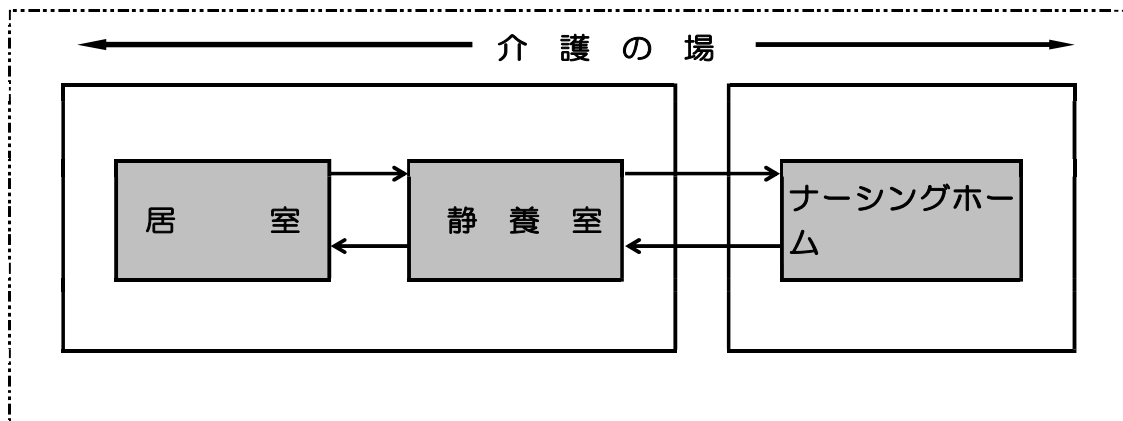 介 護 の 場
居 室
静 養 室
ナーシングホー
ム